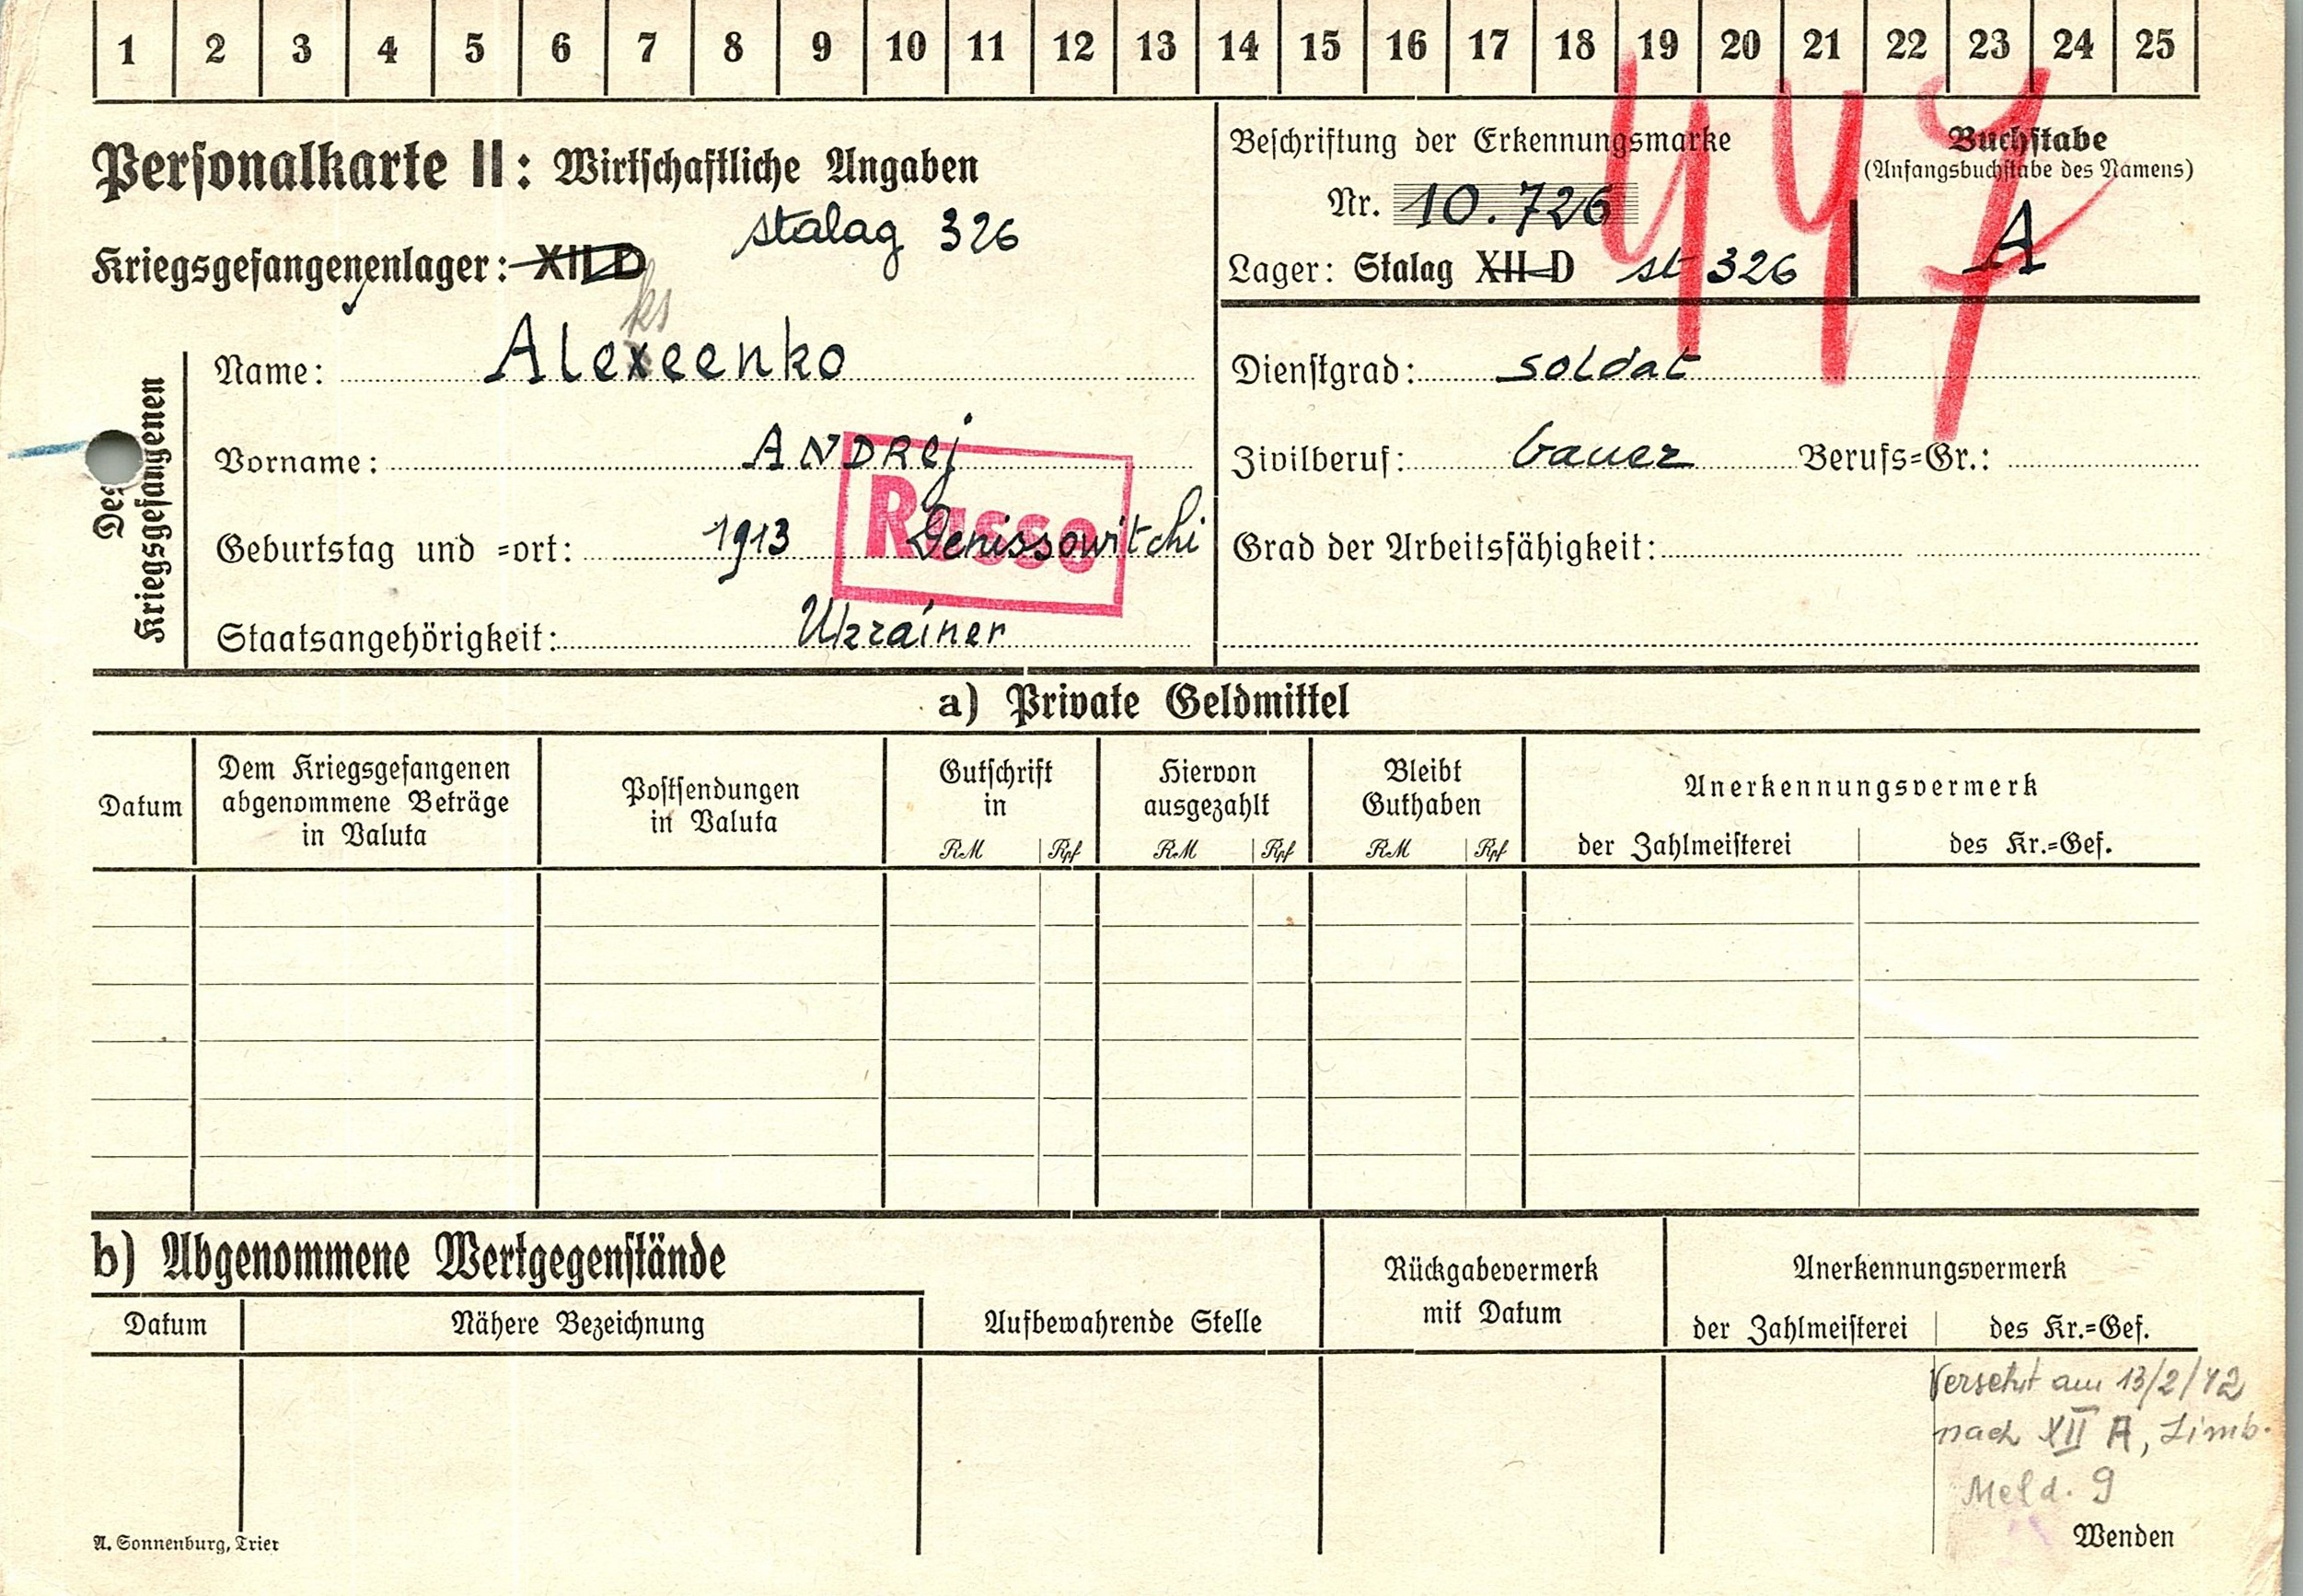 1 2 3 4 5 6 7 8 9 10 11 12 13 14 15 16 17 18 19 20 21 22 23 24 25
447
Personalkarte II: Wirtschaftliche Angaben
Kriegsgefangenenlager: XII D stalag 326
Beschriftung der Erkennungsmarke
Nr. 10.726
Lager: Stalag XII D st 326
Buchstabe
(Anfangsbuchstabe des Namens)
A
Des Kriegsgefangenen
ks
Name: Alexeenko
Vorname: ANDRej
Geburtstag und =ort: 1913 Denissowitchi
Russe
Staatsangehörigkeit: Ukrainer
Dienstgrad: soldat
Zivilberuf: bauer Berufs=Gr.:
Grad der Arbeitsfähigkeit:
a) Private Geldmittel
Datum
Dem Kriegsgefangenen
abgenommene Beträge
in Valuta
Postsendungen
in Valuta
Gutschrift
in
RM Rpf
Hiervon
ausgezahlt
RM Rpf
Bleibt
Guthaben
RM Rpf
Anerkennungsvermerk
der Zahlmeisterei des Kr.=Gef.
b) Abgenommene Wertgegenstände
Datum Nähere Bezeichnung
Aufbewahrende Stelle
Rückgabevermerk
mit Datum
Anerkennungsvermerk
der Zahlmeisterei des Kr.=Gef.
Versetzt am 13/2/42
nach XII A, Limb.
Meld. 9
A. Sonnenburg, Trier
Wenden